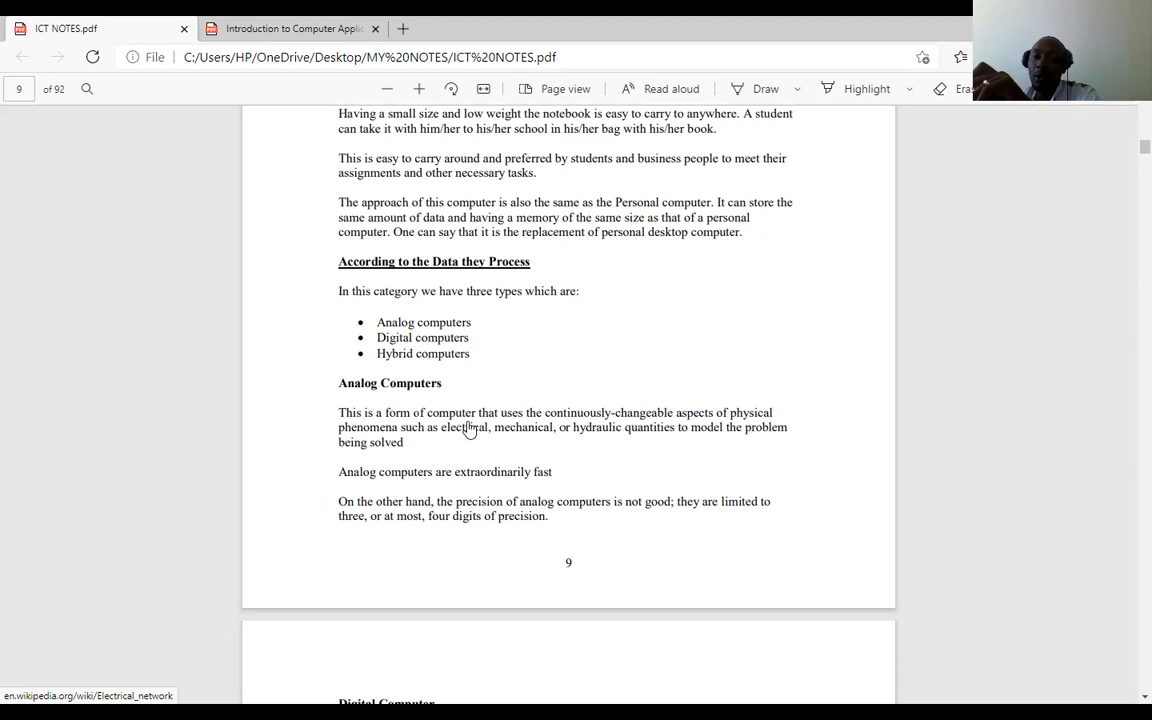 ICT NOTES.pdf
Introduction to Computer Applic
File
C:/Users/HP/OneDrive/Desktop/MY%20NOTES/ICT%20NOTES.pdf
9 of 92
Page view
Read aloud
Draw
Highlight
Having a small size and low weight the notebook is easy to carry to anywhere. A student
can take it with him/her to his/her school in his/her bag with his/her book.
This is easy to carry around and preferred by students and business people to meet their
assignments and other necessary tasks.
The approach of this computer is also the same as the Personal computer. It can store the
same amount of data and having a memory of the same size as that of a personal
computer. One can say that it is the replacement of personal desktop computer.
According to the Data they Process
In this category we have three types which are:
• Analog computers
• Digital computers
• Hybrid computers
Analog Computers
This is a form of computer that uses the continuously-changeable aspects of physical
phenomena such as electrical, mechanical, or hydraulic quantities to model the problem
being solved
Analog computers are extraordinarily fast
On the other hand, the precision of analog computers is not good; they are limited to
three, or at most, four digits of precision.
9
Digital Computer
en.wikipedia.org/wiki/Electrical_network